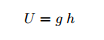 U = g h